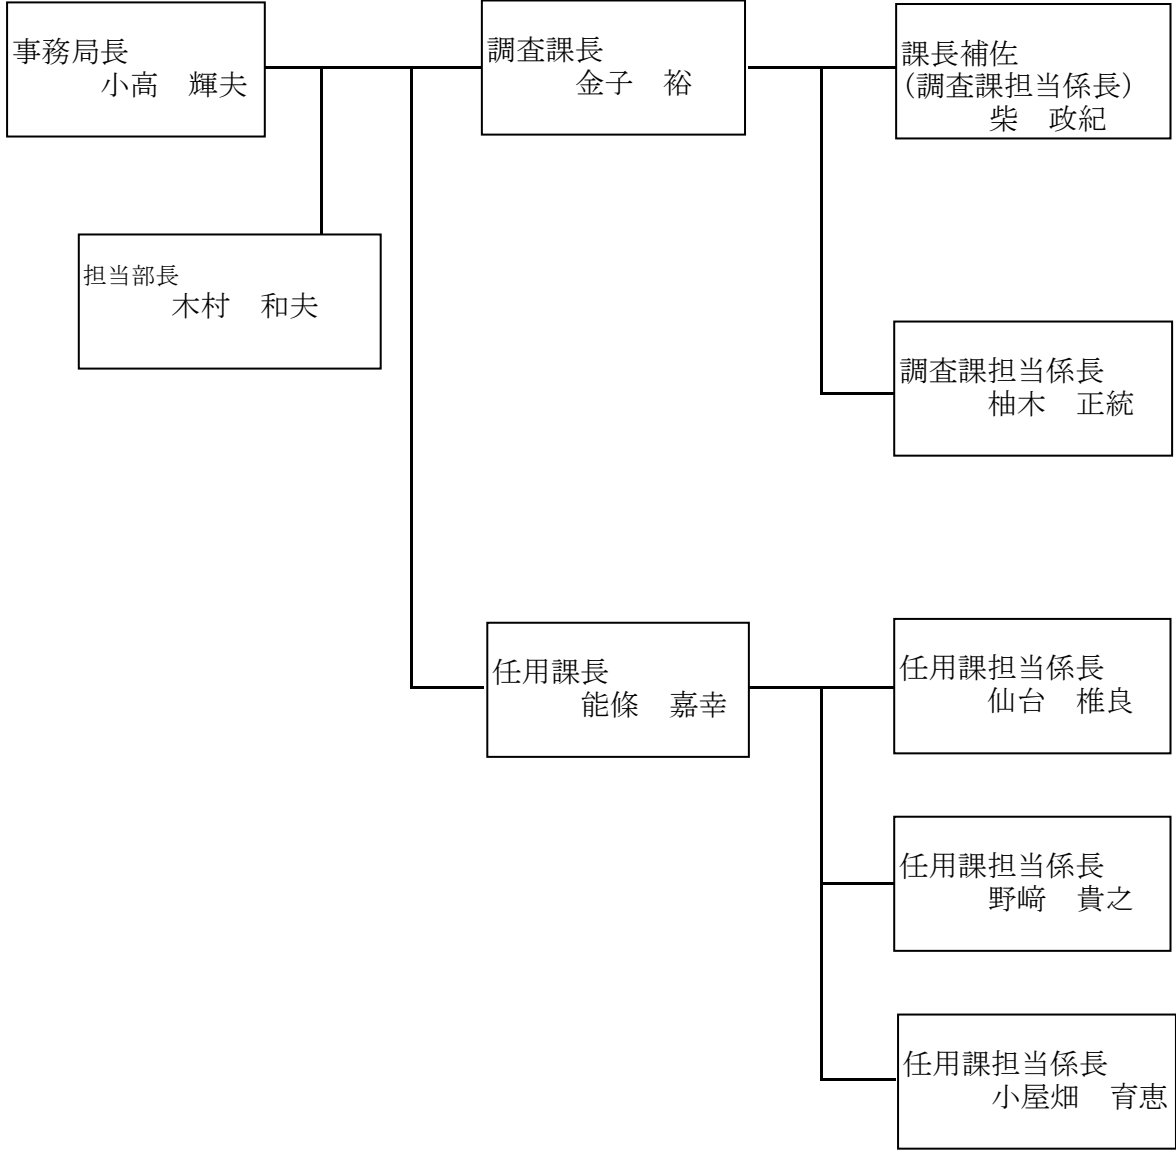 事務局長
小高　輝夫
担当部長
木村　和夫
調査課長
金子　裕
課長補佐
（調査課担当係長）
柴　政紀
調査課担当係長
柚木　正統
任用課長
能條　嘉幸
任用課担当係長
仙台　椎良
任用課担当係長
野﨑　貴之
任用課担当係長
小屋畑　育恵